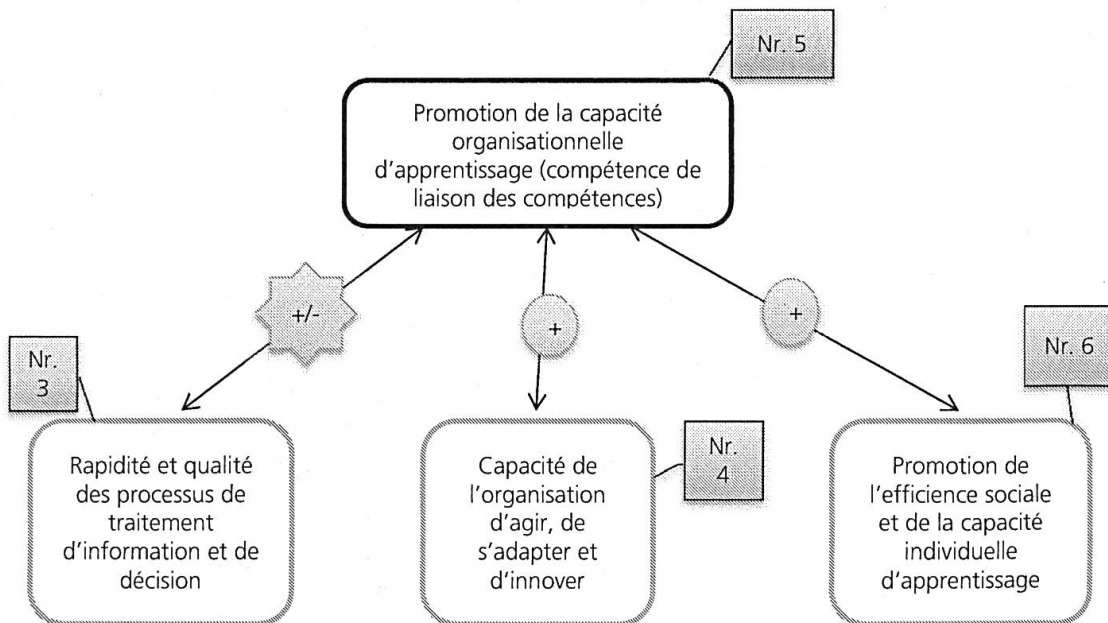 Nr. 5
Promotion de la capacité
organisationnelle
d'apprentissage (compétence de
liaison des compétences)
+/-
+
+
Nr.
3
Nr. 6
Rapidité et qualité
des processus de
traitement
d'information et de
décision
Capacité de
l'organisation
d'agir, de
s'adapter et
d'innover
Nr.
4
Promotion de
l'efficience sociale
et de la capacité
individuelle
d'apprentissage